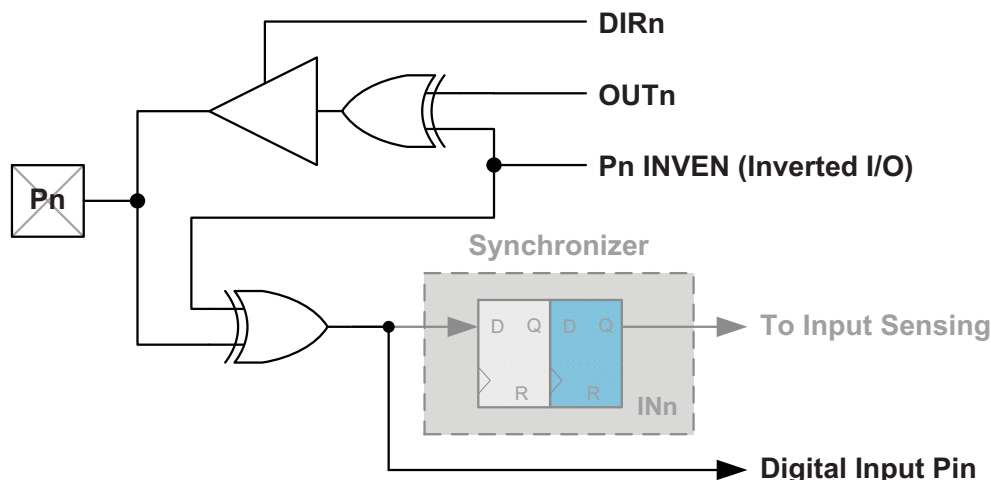 DIRn
OUTn
Pn INVEN (Inverted I/O)
Pn
Synchronizer
D Q D Q
To Input Sensing
R R
INn
Digital Input Pin